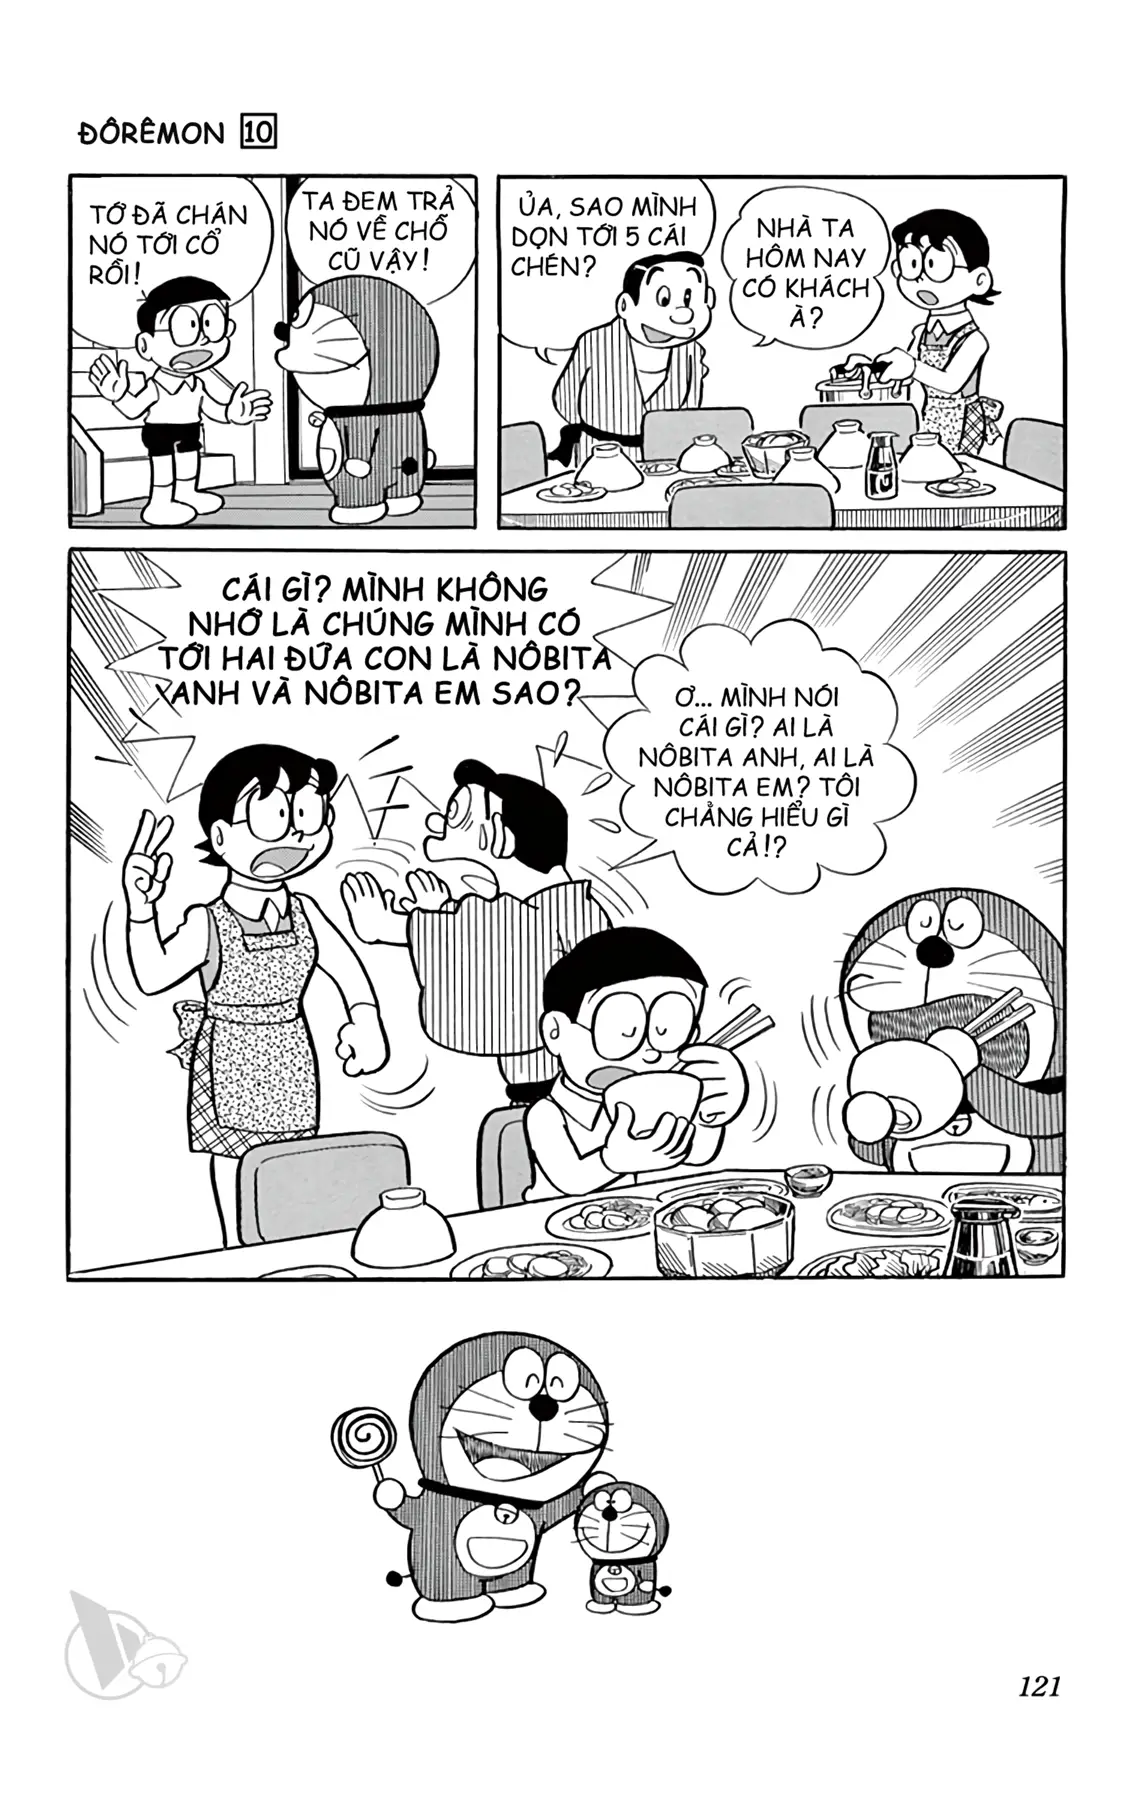 ĐÔRÊMON 10
TỚ ĐÃ CHÁN
NÓ TỚI CỔ
RỒI!
TA ĐEM TRẢ
NÓ VỀ CHỖ
CŨ VẬY!
ỦA, SAO MÌNH
DỌN TỚI 5 CÁI
CHÉN?
NHÀ TA
HÔM NAY
CÓ KHÁCH
À?
CÁI GÌ? MÌNH KHÔNG
NHỚ LÀ CHÚNG MÌNH CÓ
TỚI HAI ĐỨA CON LÀ NÔBITA
ANH VÀ NÔBITA EM SAO?
Ơ... MÌNH NÓI
CÁI GÌ? AI LÀ
NÔBITA ANH, AI LÀ
NÔBITA EM? TÔI
CHẲNG HIỂU GÌ
CẢ!?
121